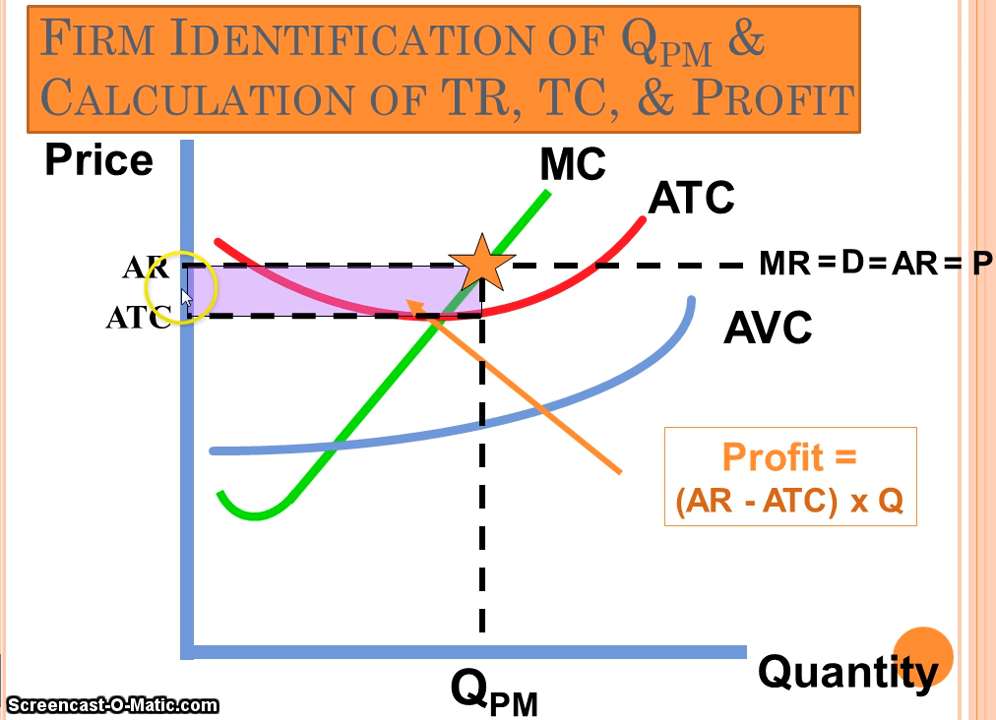 FIRM IDENTIFICATION OF QPM &
CALCULATION OF TR, TC, & PROFIT
Price
MC
ATC
AR
MR = D = AR = P
ATC
AVC
Profit =
(AR - ATC) x Q
QPM
Quantity
Screencast-O-Matic.com